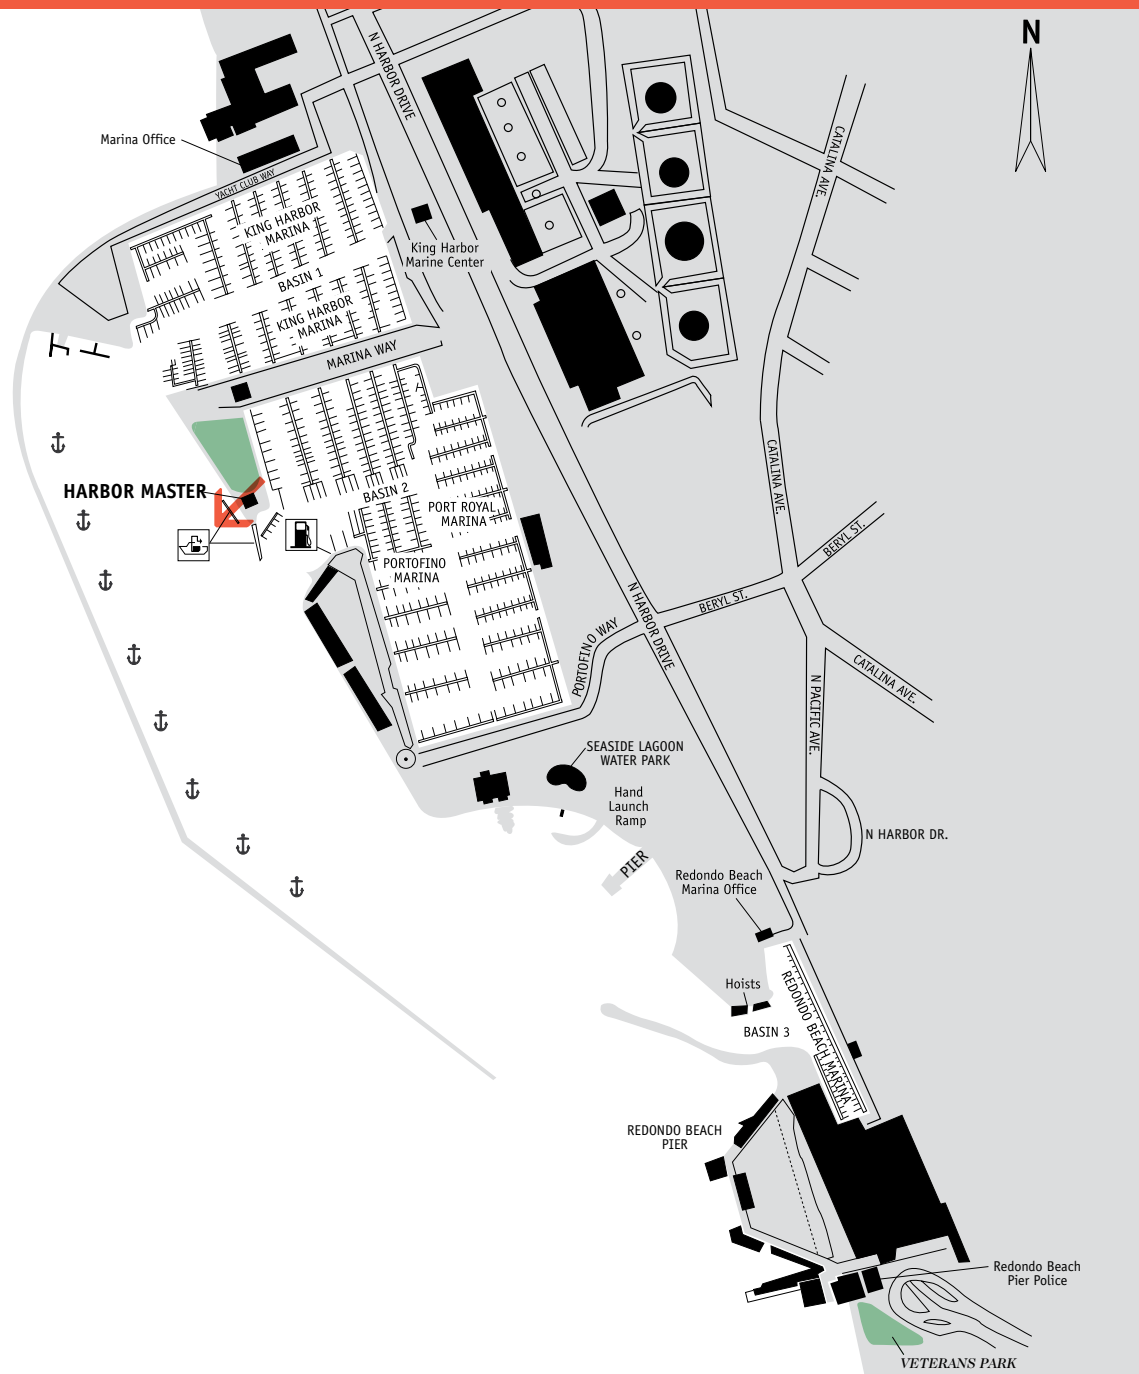 N
N HARBOR DRIVE
CATALINA AVE.
Marina Office
YACHT CLUB WAY
KING HARBOR
MARINA
King Harbor
Marine Center
BASIN 1
KING HARBOR
MARINA
MARINA WAY
CATALINA AVE.
HARBOR MASTER
BASIN 2
PORT ROYAL
MARINA
BERYL ST.
PORTOFINO
MARINA
BERYL ST.
N HARBOR DRIVE
PORTOFINO WAY
CATALINA AVE.
N PACIFIC AVE.
SEASIDE LAGOON
WATER PARK
Hand
Launch
Ramp
N HARBOR DR.
PIER
Redondo Beach
Marina Office
Hoists
REDONDO BEACH MARINA
BASIN 3
REDONDO BEACH
PIER
Redondo Beach
Pier Police
VETERANS PARK